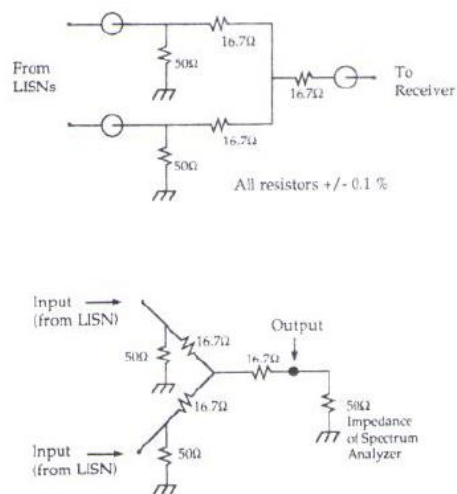 16.7Ω
50Ω
From
LISNs
16.7Ω
To
Receiver
16.7Ω
50Ω
All resistors +/- 0.1 %
Input
(from LISN)
Output
50Ω
16.7Ω
16.7Ω
16.7Ω
50Ω
Impedance
of Spectrum
Analyzer
Input
(from LISN)
50Ω